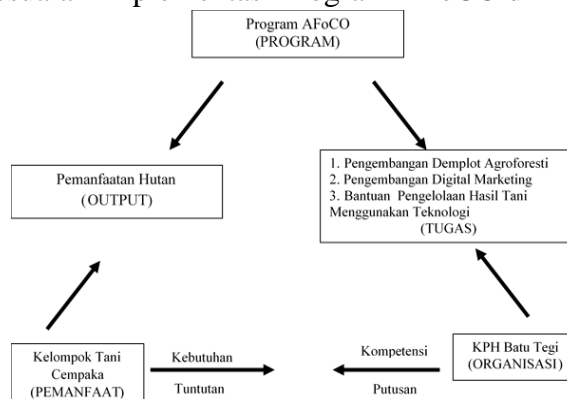 Program AFoCO
(PROGRAM)
Pemanfaatan Hutan
(OUTPUT)
1. Pengembangan Demplot Agroforesti
2. Pengembangan Digital Marketing
3. Bantuan Pengelolaan Hasil Tani
Menggunakan Teknologi
(TUGAS)
Kelompok Tani
Cempaka
(PEMANFAAT)
Kebutuhan
Tuntutan
Kompetensi
Putusan
KPH Batu Tegi
(ORGANISASI)